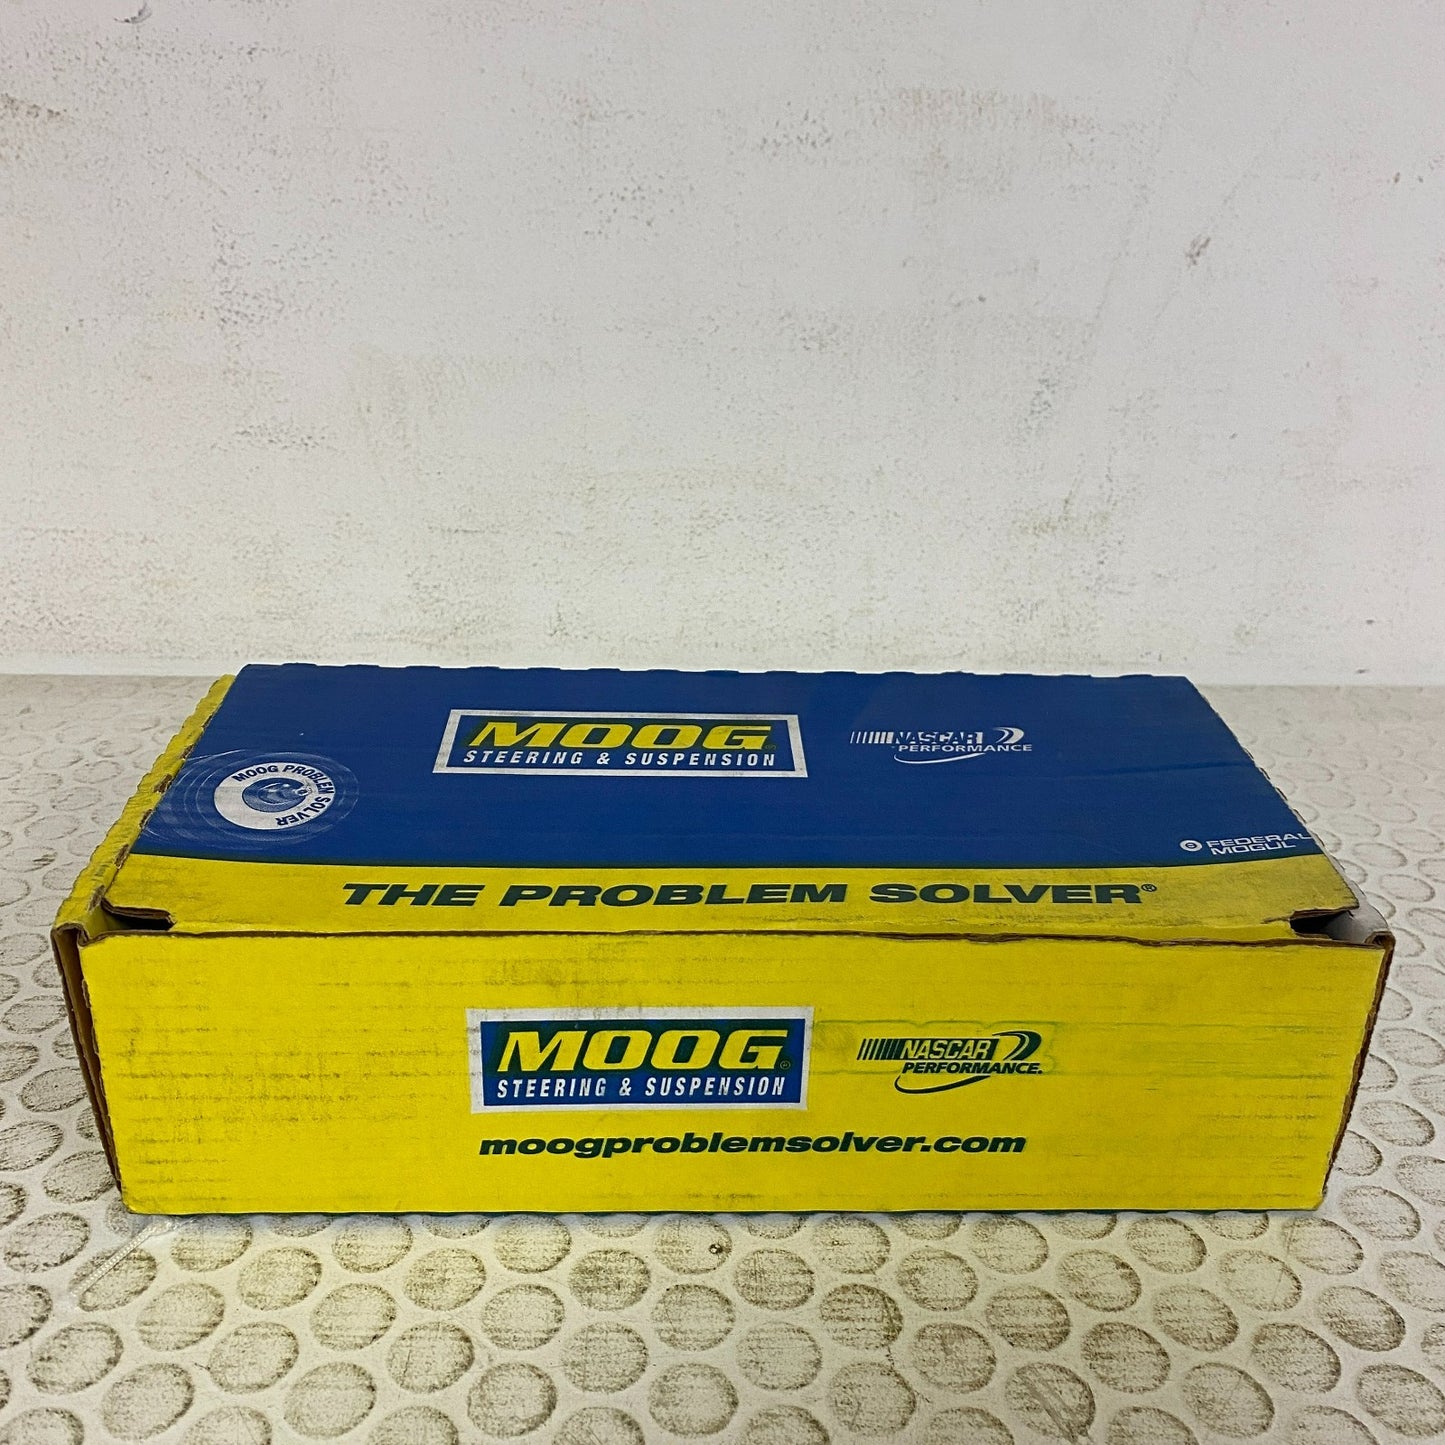 MOOG®
STEERING & SUSPENSION
NASCAR
PERFORMANCE
MOOG PROBLEM SOLVER
FEDERAL
MOGUL
THE PROBLEM SOLVER®
MOOG®
STEERING & SUSPENSION
NASCAR
PERFORMANCE.
moogproblemsolver.com